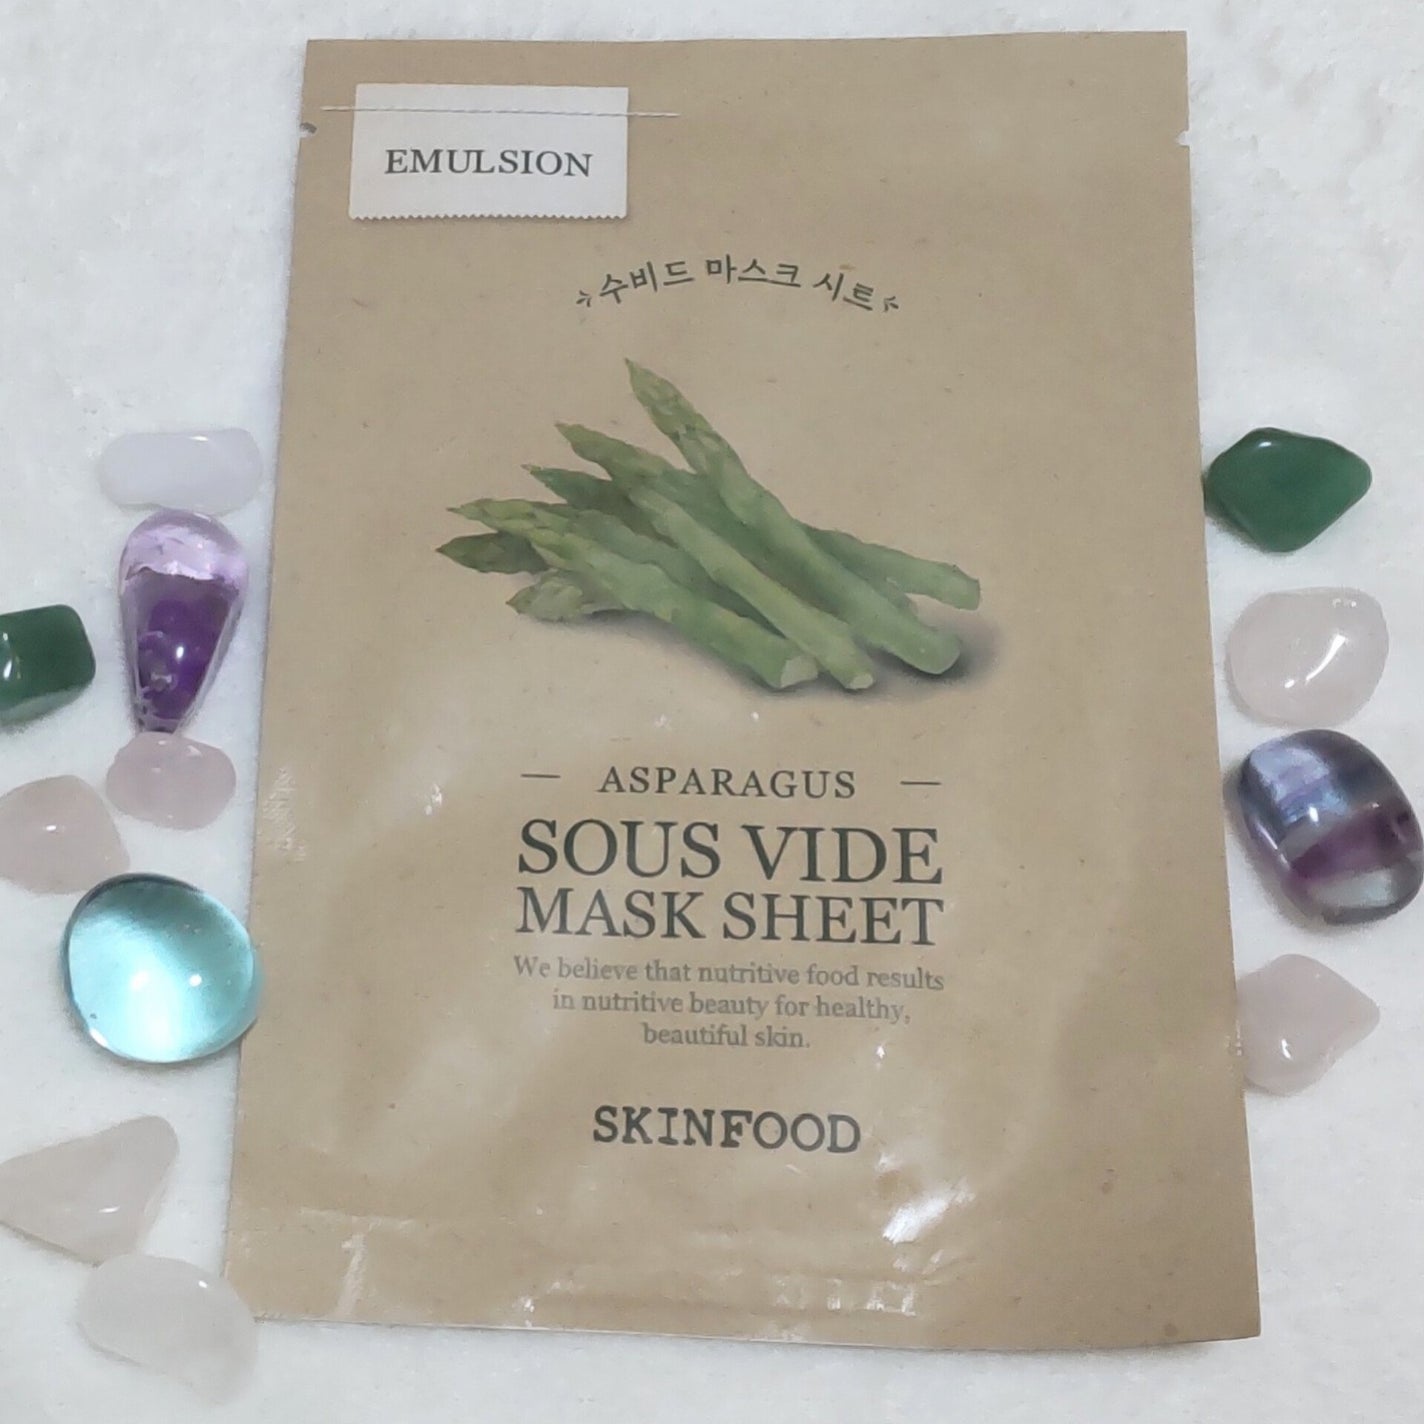 EMULSION
수비드 마스크 시트
ASPARAGUS
SOUS VIDE
MASK SHEET
We believe that nutritive food results
in nutritive beauty for healthy,
beautiful skin.
SKINFOOD